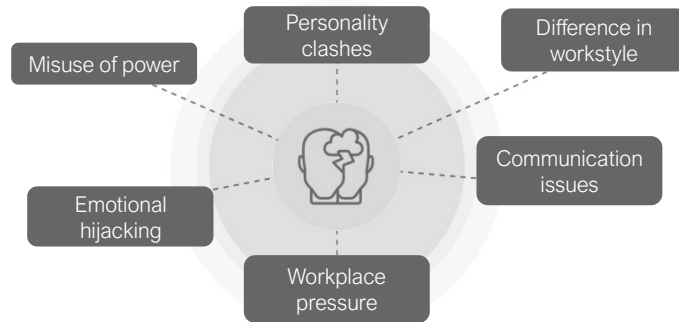 Personality
clashes
Difference in
workstyle
Misuse of power
Communication
issues
Emotional
hijacking
Workplace
pressure